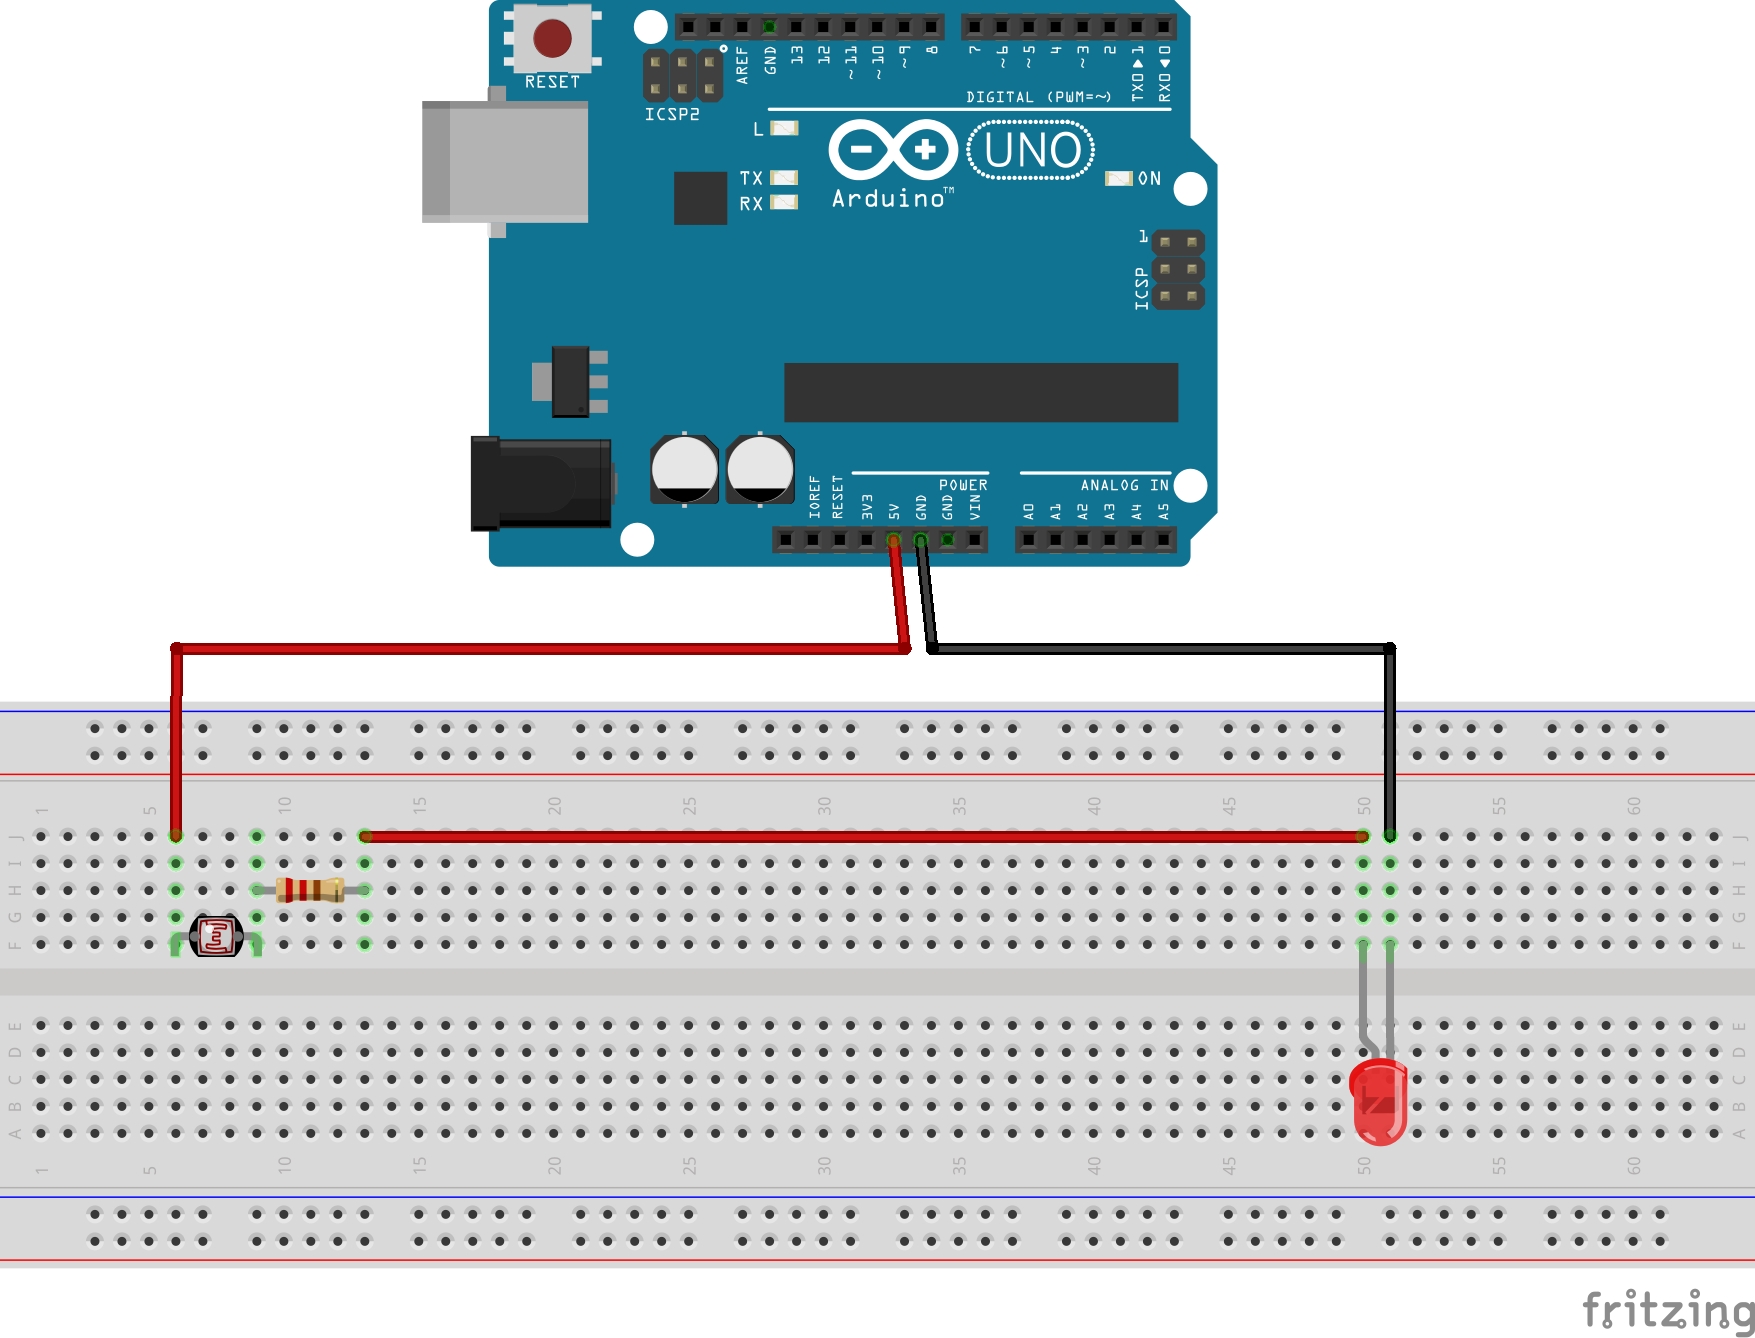 RESET
ICSP2
AREF
GND
13
12
~11
~10
~9
8
7
~6
~5
4
~3
2
TX0▶1
RX0◀0
DIGITAL (PWM=~)
L
TX
RX
Arduino™
UNO
ON
1
ICSP
IOREF
RESET
3V3
5V
GND
GND
VIN
POWER
ANALOG IN
A0
A1
A2
A3
A4
A5
1 5 10 15 20 25 30 35 40 45 50 55 60
J J
I I
H H
G G
F F
E E
D D
C C
B B
A A
1 5 10 15 20 25 30 35 40 45 50 55 60
fritzing